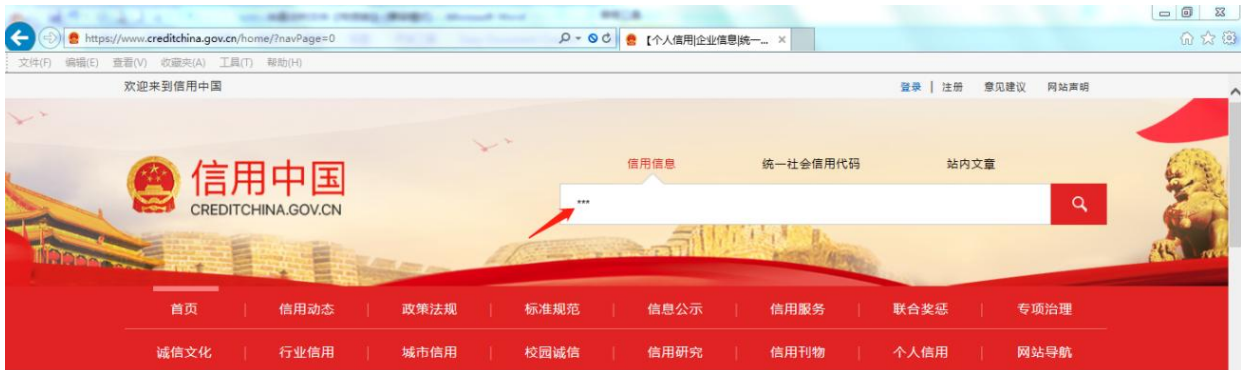 https://www.creditchina.gov.cn/home/?navPage=0
【个人信用|企业信息|统一...
文件(F) 编辑(E) 查看(V) 收藏夹(A) 工具(T) 帮助(H)
欢迎来到信用中国
登录 | 注册 意见建议 网站声明
信用信息 统一社会信用代码 站内文章
信用中国
CREDITCHINA.GOV.CN
***
首页 | 信用动态 | 政策法规 | 标准规范 | 信息公示 | 信用服务 | 联合奖惩 | 专项治理
诚信文化 | 行业信用 | 城市信用 | 校园诚信 | 信用研究 | 信用刊物 | 个人信用 | 网站导航